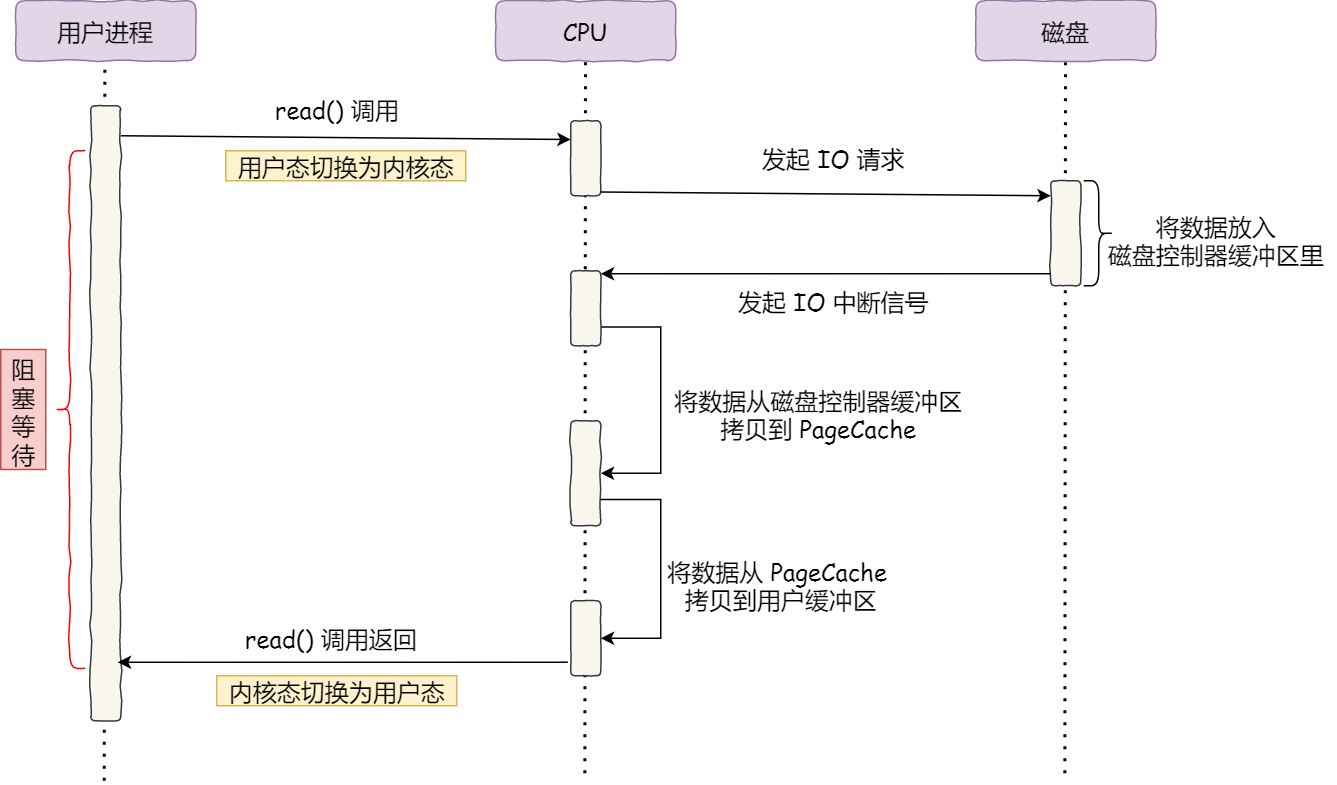 用户进程
CPU
磁盘
read() 调用
用户态切换为内核态
发起 IO 请求
将数据放入
磁盘控制器缓冲区里
发起 IO 中断信号
阻
塞
等
待
将数据从磁盘控制器缓冲区
拷贝到 PageCache
将数据从 PageCache
拷贝到用户缓冲区
read() 调用返回
内核态切换为用户态